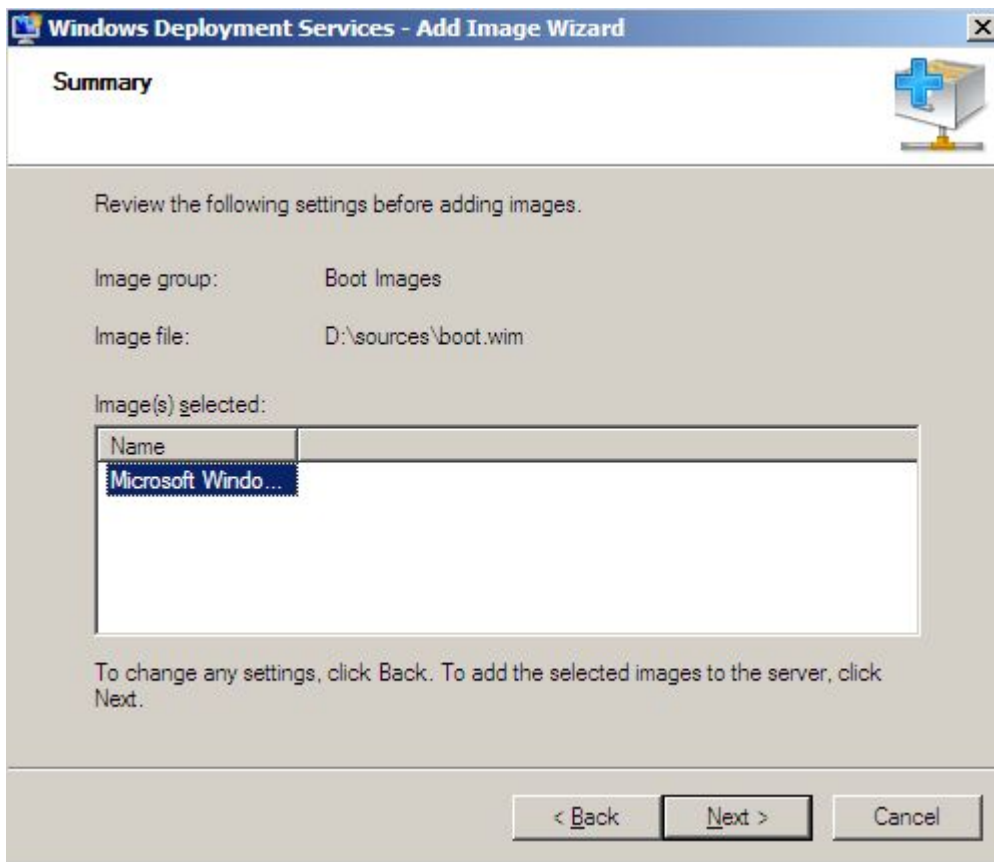 Windows Deployment Services - Add Image Wizard
Summary
Review the following settings before adding images.
Image group: Boot Images
Image file: D:\sources\boot.wim
Image(s) selected:
Name
Microsoft Windo...
To change any settings, click Back. To add the selected images to the server, click
Next.
< Back Next > Cancel